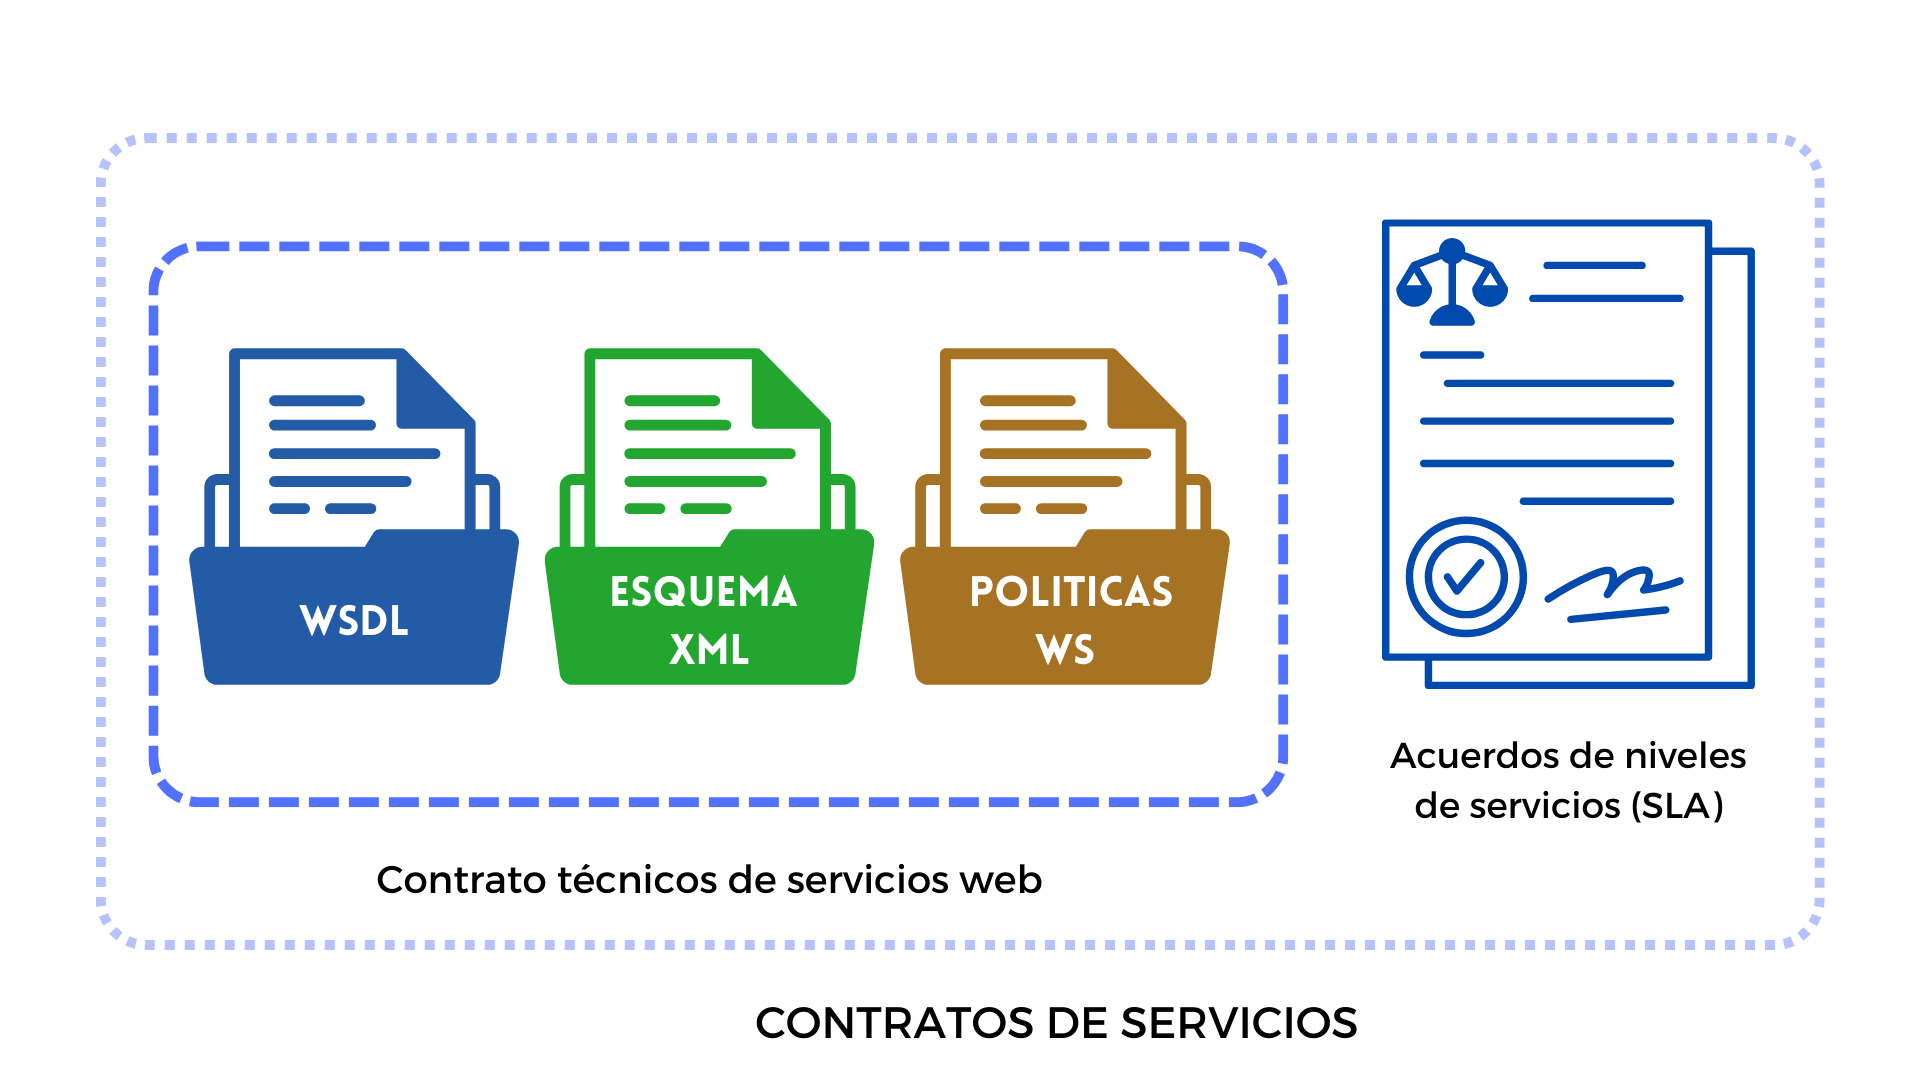 WSDL
ESQUEMA
XML
POLITICAS
WS
Acuerdos de niveles
de servicios (SLA)
Contrato técnicos de servicios web
CONTRATOS DE SERVICIOS